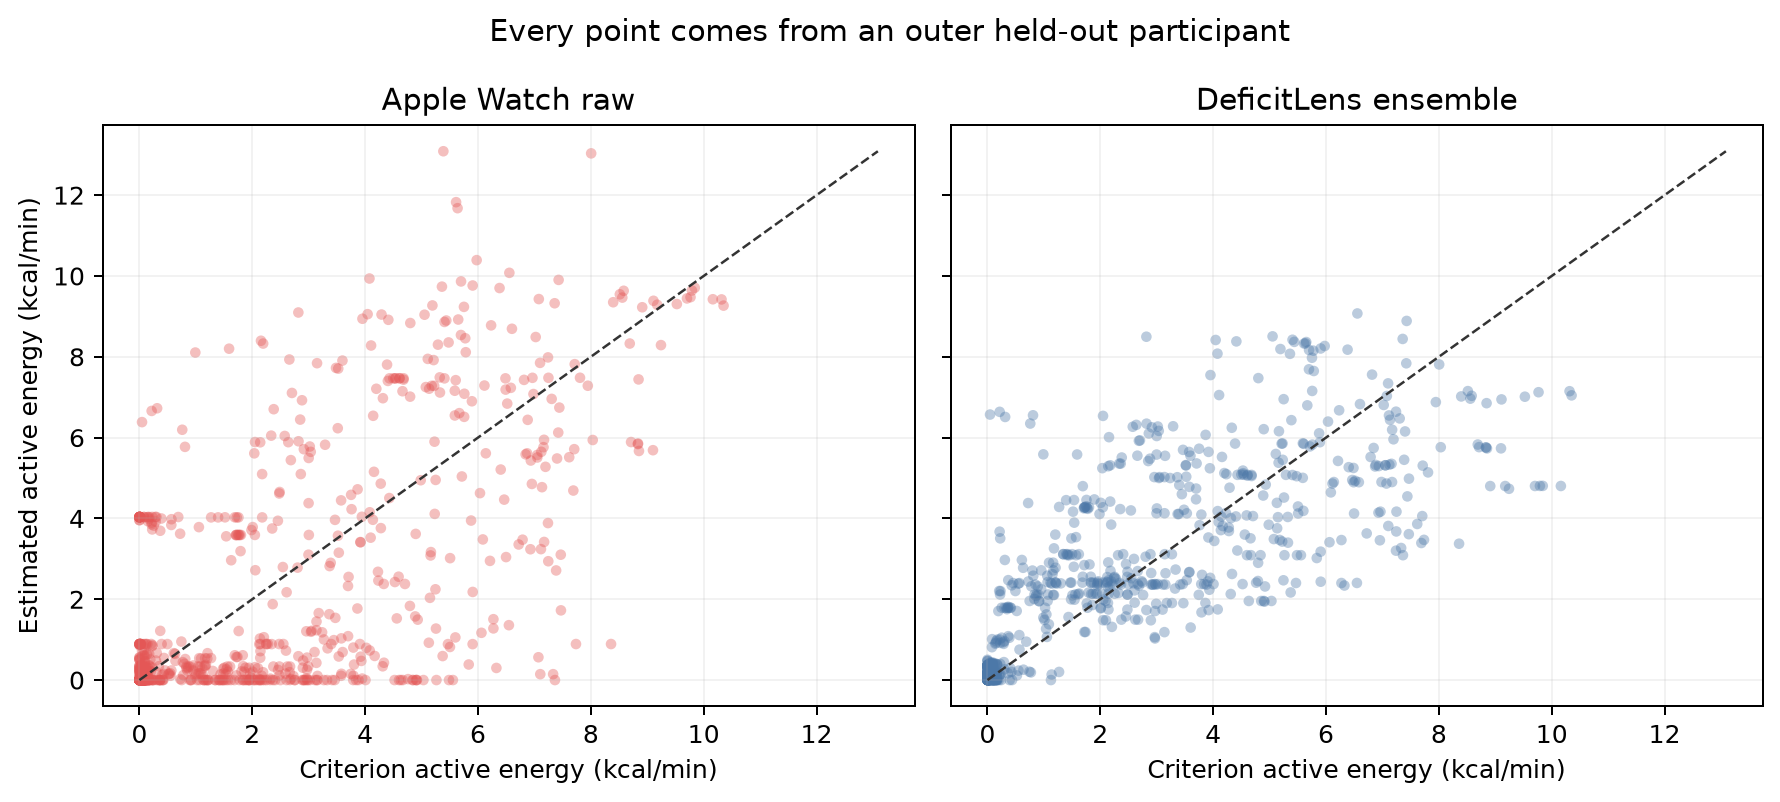 Every point comes from an outer held-out participant
Apple Watch raw
DeficitLens ensemble
Estimated active energy (kcal/min)
12
10
8
6
4
2
0
0 2 4 6 8 10 12
0 2 4 6 8 10 12
Criterion active energy (kcal/min)
Criterion active energy (kcal/min)